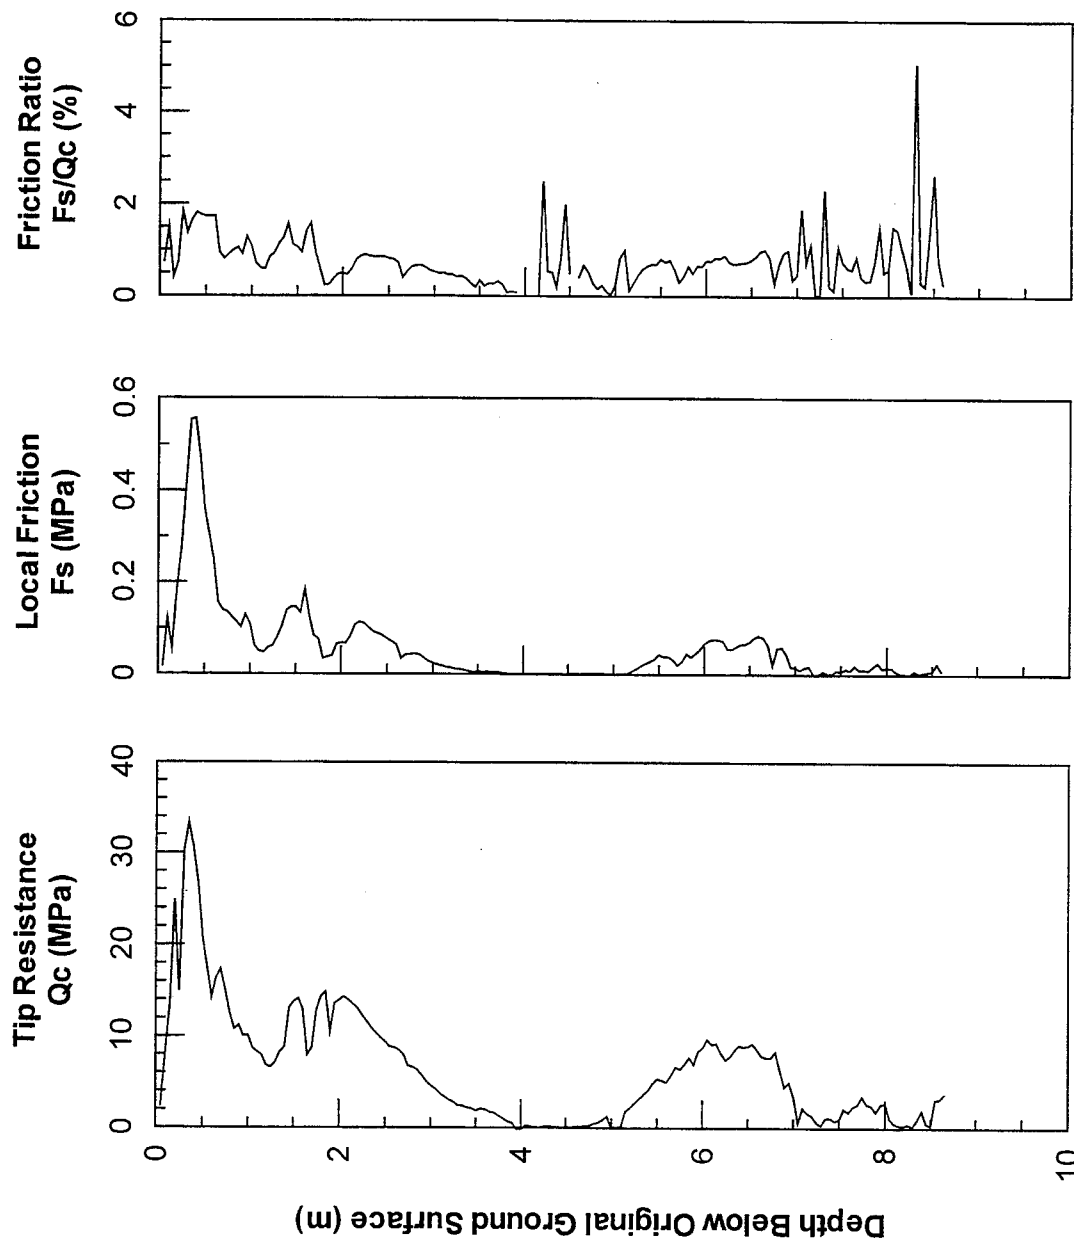 Friction Ratio
Fs/Qc (%)
0
2
4
6
Local Friction
Fs (MPa)
0
0.2
0.4
0.6
Tip Resistance
Qc (MPa)
0
10
20
30
40
0
2
4
6
8
10
Depth Below Original Ground Surface (m)